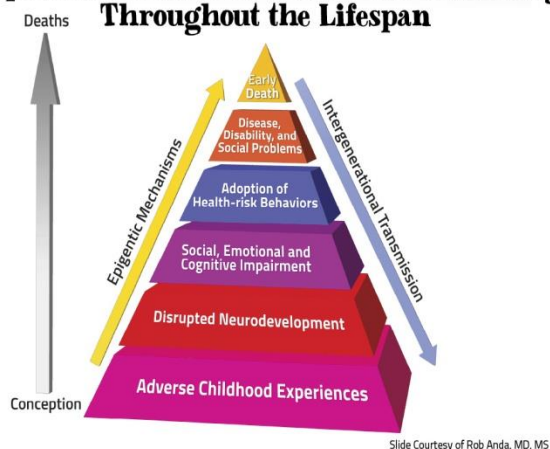 Throughout the Lifespan
Deaths
Early
Death
Disease,
Disability, and
Social Problems
Adoption of
Health-risk Behaviors
Social, Emotional and
Cognitive Impairment
Disrupted Neurodevelopment
Adverse Childhood Experiences
Epigentic Mechanisms
Intergenerational Transmission
Conception
Slide Courtesy of Rob Anda, MD, MS